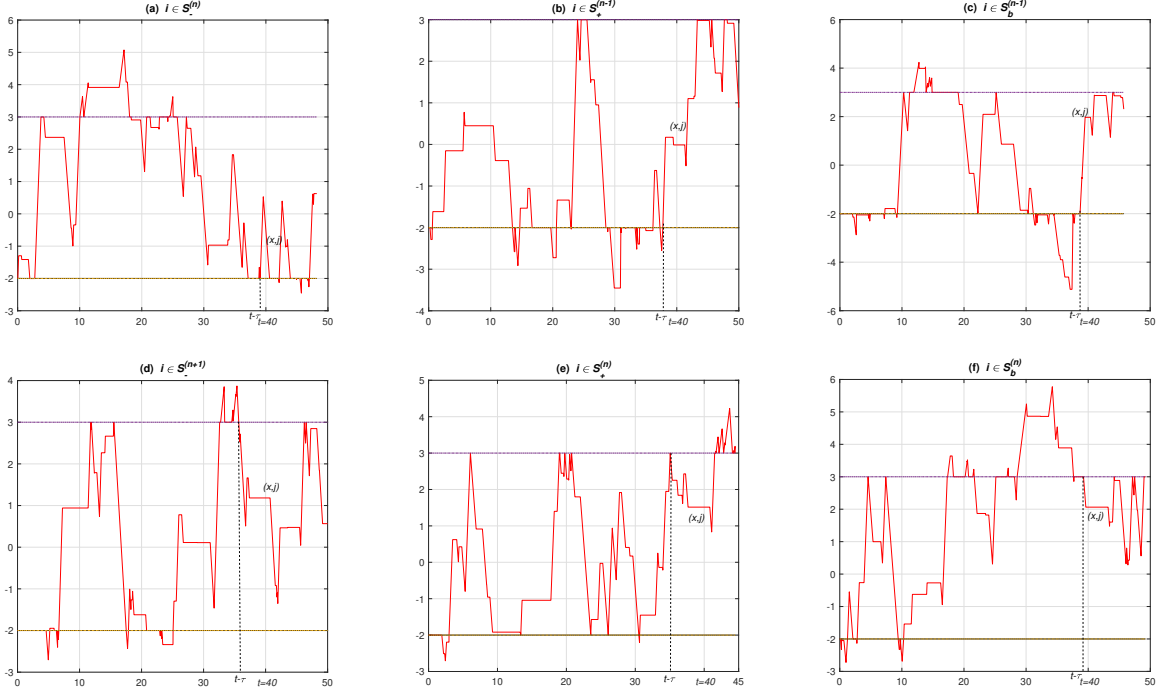 (a) i ∈ S_-^(n)
6
5
4
3
2
1
0
-1
-2
-3
0 10 20 30 40 50
(x,j)
t-τ
t=40
(b) i ∈ S_+^(n-1)
3
2
1
0
-1
-2
-3
-4
0 10 20 30 40 50
(x,j)
t-τ
t=40
(c) i ∈ S_b^(n-1)
6
4
2
0
-2
-4
-6
0 10 20 30 40 50
(x,j)
t-τ
t=40
(d) i ∈ S_-^(n+1)
4
3
2
1
0
-1
-2
-3
0 10 20 30 40 50
(x,j)
t-τ
t=40
(e) i ∈ S_+^(n)
5
4
3
2
1
0
-1
-2
-3
0 10 20 30 40 45
(x,j)
t-τ
t=40
(f) i ∈ S_b^(n)
6
5
4
3
2
1
0
-1
-2
-3
0 10 20 30 40 50
(x,j)
t-τ
t=40